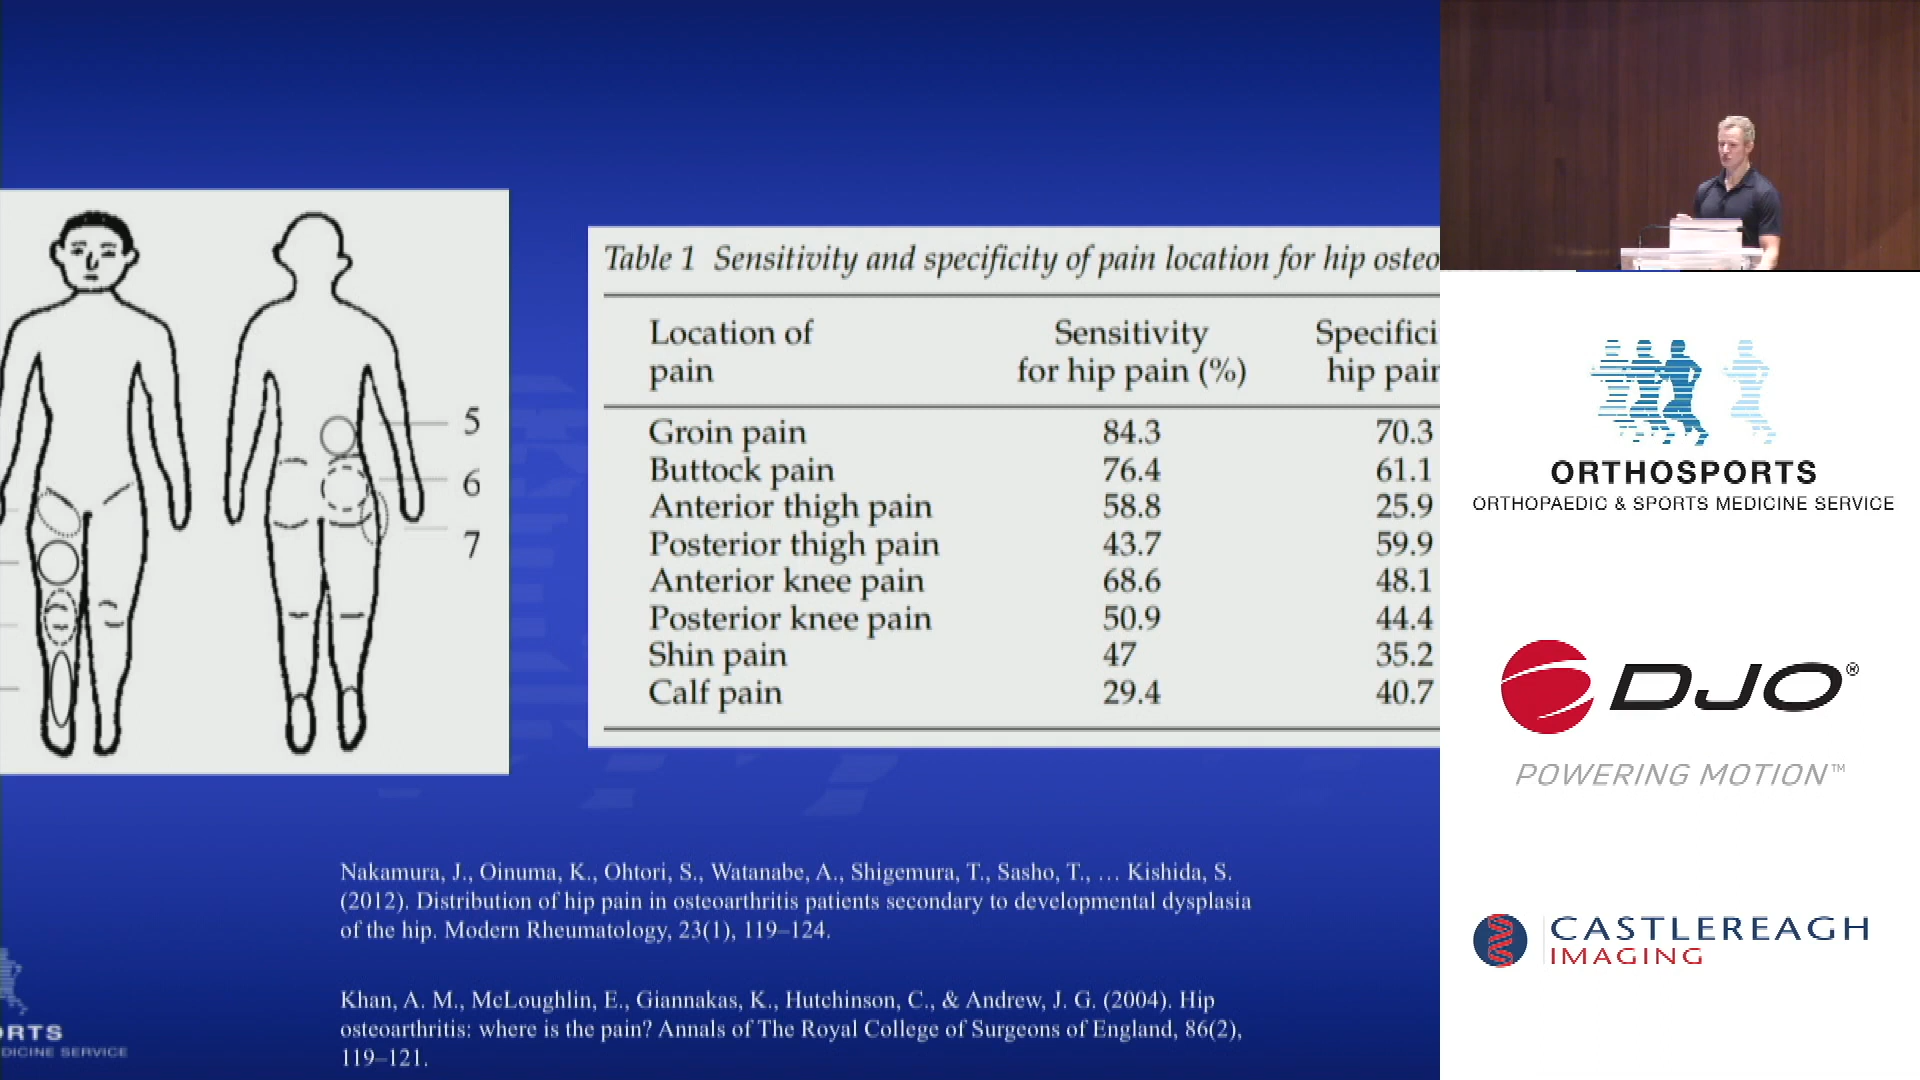 5
6
7
Table 1 Sensitivity and specificity of pain location for hip osteo
Location of pain Sensitivity for hip pain (%) Specifici hip pair
Groin pain 84.3 70.3
Buttock pain 76.4 61.1
Anterior thigh pain 58.8 25.9
Posterior thigh pain 43.7 59.9
Anterior knee pain 68.6 48.1
Posterior knee pain 50.9 44.4
Shin pain 47 35.2
Calf pain 29.4 40.7
Nakamura, J., Oinuma, K., Ohtori, S., Watanabe, A., Shigemura, T., Sasho, T., … Kishida, S.
(2012). Distribution of hip pain in osteoarthritis patients secondary to developmental dysplasia
of the hip. Modern Rheumatology, 23(1), 119–124.
Khan, A. M., McLoughlin, E., Giannakas, K., Hutchinson, C., & Andrew, J. G. (2004). Hip
osteoarthritis: where is the pain? Annals of The Royal College of Surgeons of England, 86(2),
119–121.
ORTS
DICINE SERVICE
ORTHOSPORTS
ORTHOPAEDIC & SPORTS MEDICINE SERVICE
DJO®
POWERING MOTION™
CASTLEREAGH
IMAGING